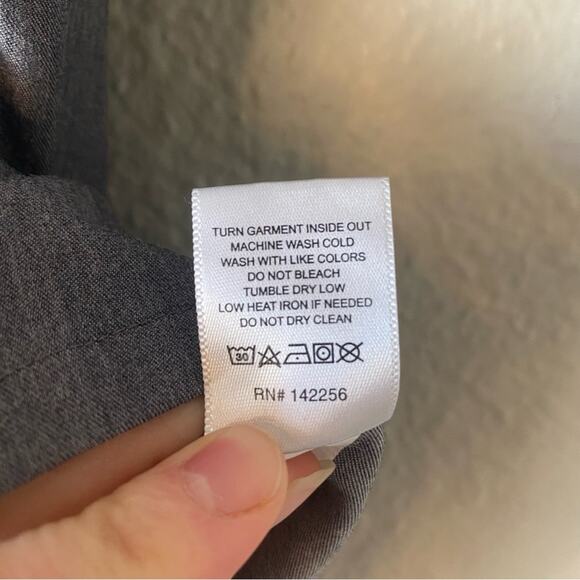 TURN GARMENT INSIDE OUT
MACHINE WASH COLD
WASH WITH LIKE COLORS
DO NOT BLEACH
TUMBLE DRY LOW
LOW HEAT IRON IF NEEDED
DO NOT DRY CLEAN
30
RN# 142256